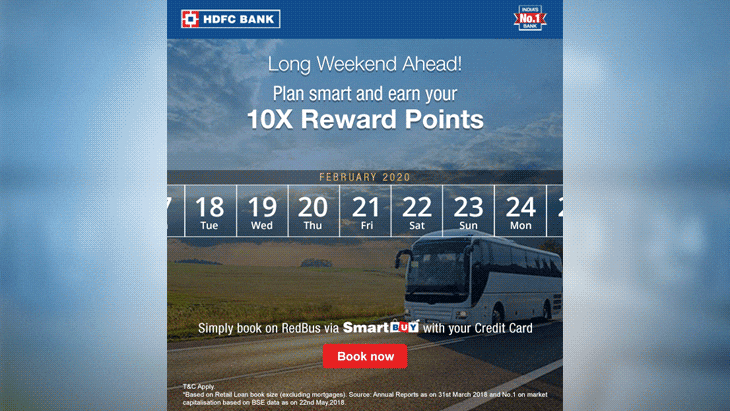 HDFC BANK
INDIA'S
No.1
BANK
Long Weekend Ahead!
Plan smart and earn your
10X Reward Points
FEBRUARY 2020
18 19 20 21 22 23 24
Tue Wed Thu Fri Sat Sun Mon
Simply book on RedBus via SmartBUY with your Credit Card
Book now
T&C Apply.
*Based on Retail Loan book size (excluding mortgages). Source: Annual Reports as on 31st March 2018 and No.1 on market
capitalisation based on BSE data as on 22nd May,2018.